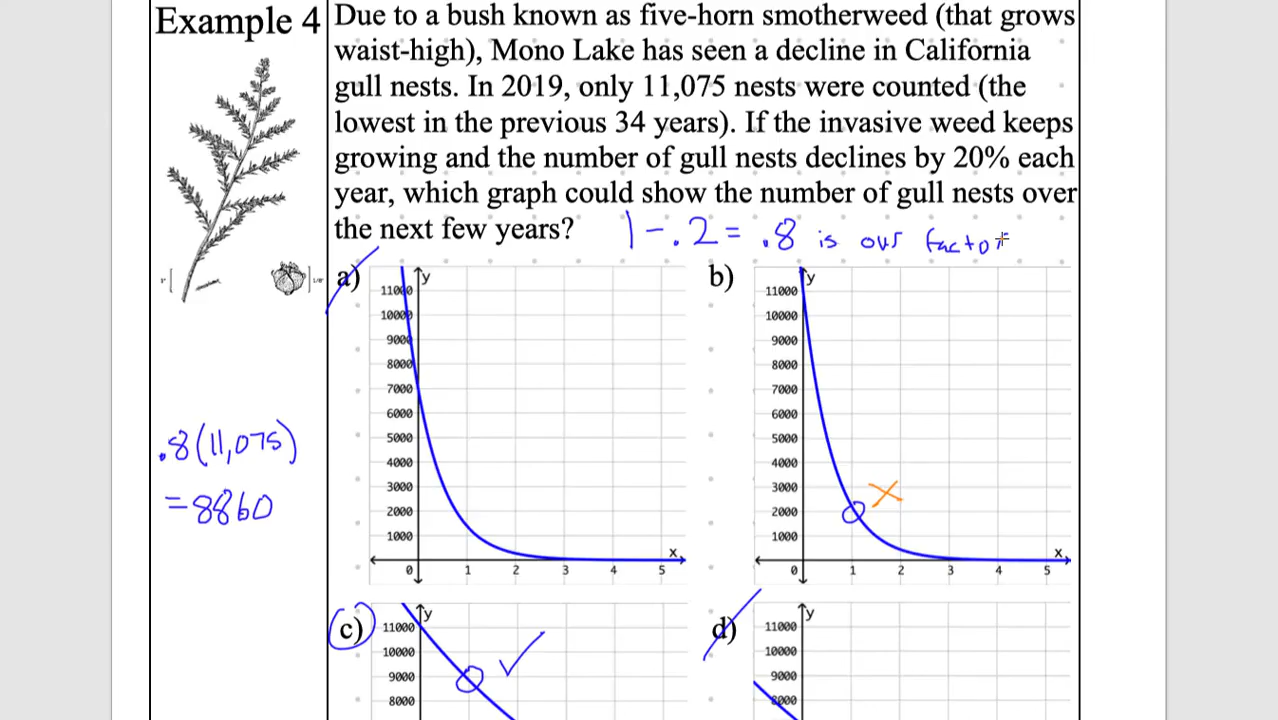 Example 4
Due to a bush known as five-horn smotherweed (that grows
waist-high), Mono Lake has seen a decline in California
gull nests. In 2019, only 11,075 nests were counted (the
lowest in the previous 34 years). If the invasive weed keeps
growing and the number of gull nests declines by 20% each
year, which graph could show the number of gull nests over
the next few years?
1-.2 = .8 is our factor
.8(11,075)
=8860
a)
y
11000
10000
9000
8000
7000
6000
5000
4000
3000
2000
1000
x
0 1 2 3 4 5
b)
y
11000
10000
9000
8000
7000
6000
5000
4000
3000
2000
1000
x
0 1 2 3 4 5
c)
y
11000
10000
9000
8000
d)
y
11000
10000
9000
8000